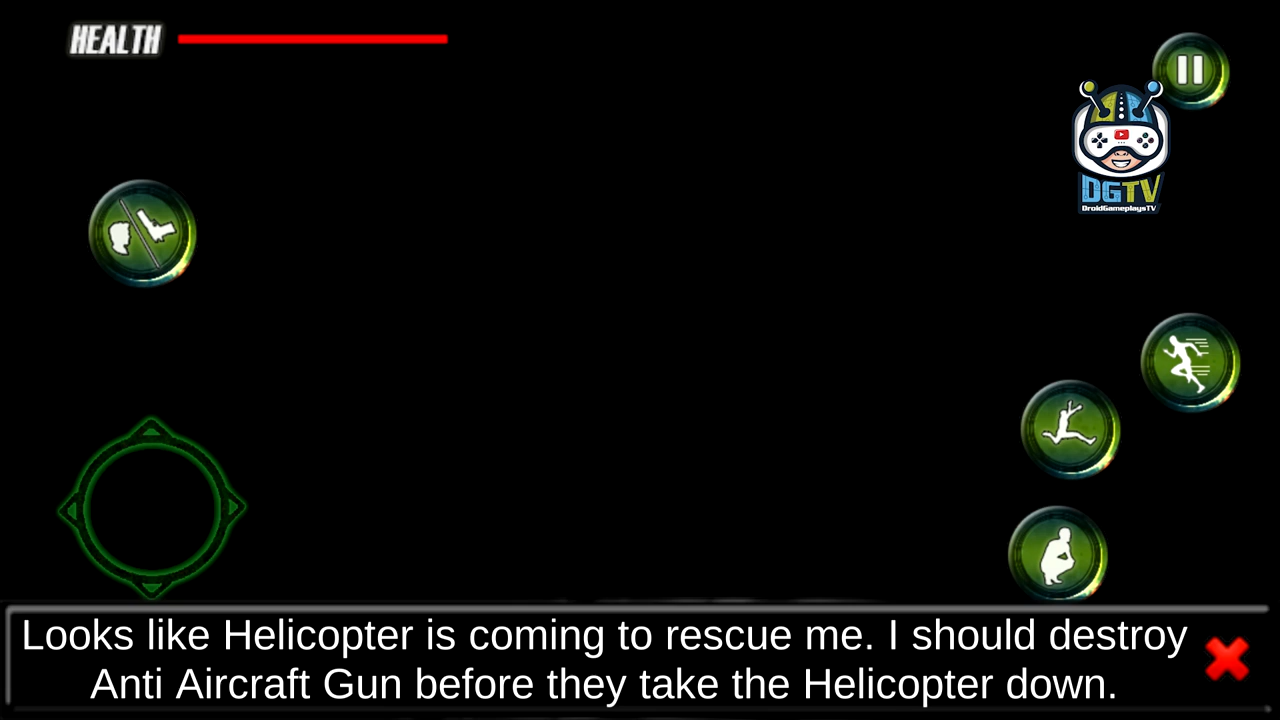 HEALTH
DGTV
DroidGameplaysTV
Looks like Helicopter is coming to rescue me. I should destroy
Anti Aircraft Gun before they take the Helicopter down.